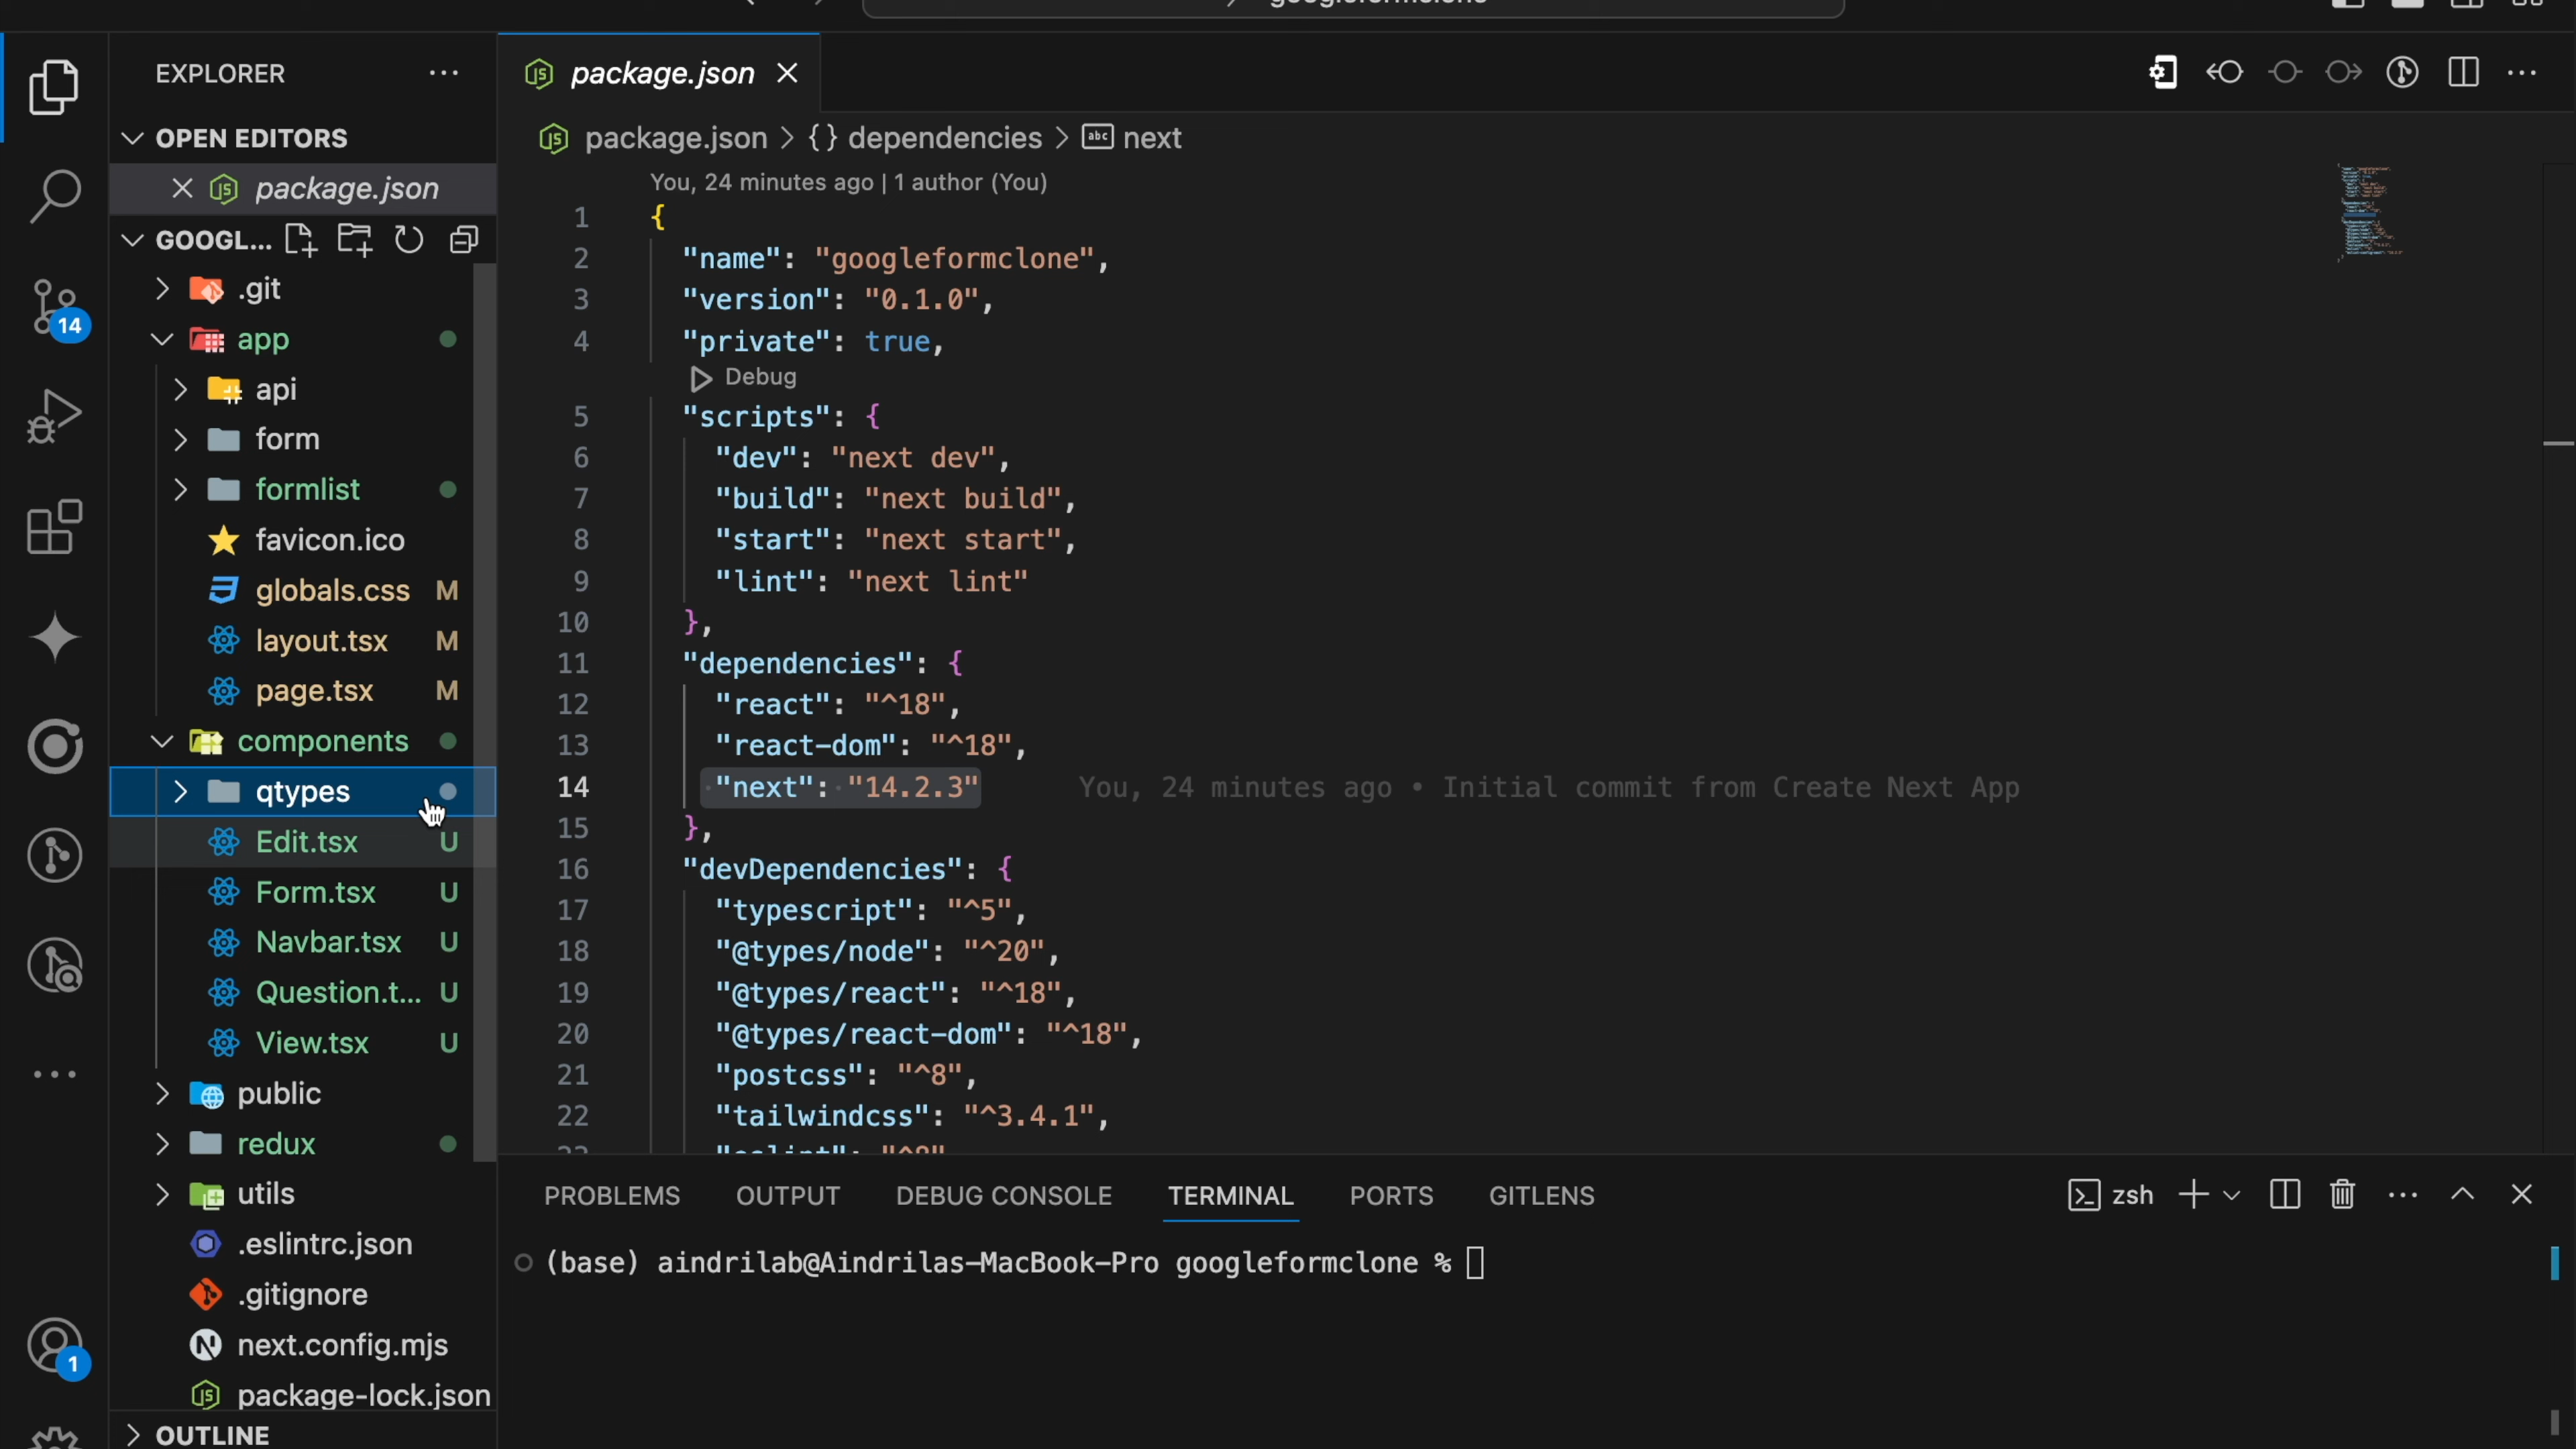 googleformclone
EXPLORER
OPEN EDITORS
package.json
GOOGL...
.git
app
api
form
formlist
favicon.ico
globals.css M
layout.tsx M
page.tsx M
components
qtypes
Edit.tsx U
Form.tsx U
Navbar.tsx U
Question.t... U
View.tsx U
public
redux
utils
.eslintrc.json
.gitignore
next.config.mjs
package-lock.json
OUTLINE
14
1
package.json
package.json > {} dependencies > abc next
You, 24 minutes ago | 1 author (You)
1 {
2 "name": "googleformclone",
3 "version": "0.1.0",
4 "private": true,
Debug
5 "scripts": {
6 "dev": "next dev",
7 "build": "next build",
8 "start": "next start",
9 "lint": "next lint"
10 },
11 "dependencies": {
12 "react": "^18",
13 "react-dom": "^18",
14 "next": "14.2.3" You, 24 minutes ago • Initial commit from Create Next App
15 },
16 "devDependencies": {
17 "typescript": "^5",
18 "@types/node": "^20",
19 "@types/react": "^18",
20 "@types/react-dom": "^18",
21 "postcss": "^8",
22 "tailwindcss": "^3.4.1",
PROBLEMS OUTPUT DEBUG CONSOLE TERMINAL PORTS GITLENS
zsh
(base) aindrilab@Aindrilas-MacBook-Pro googleformclone %